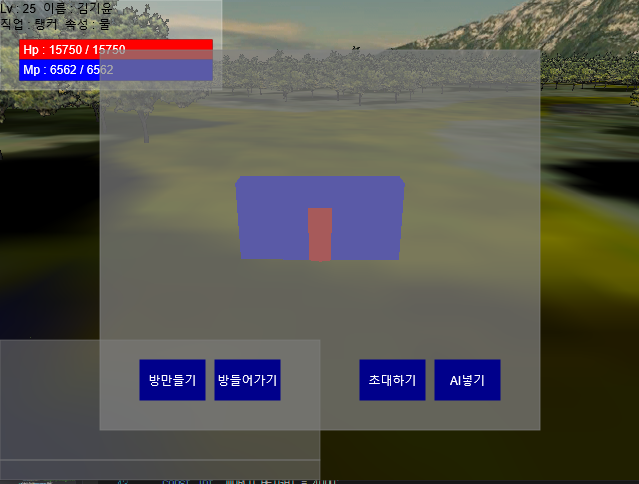 Lv : 25 이름 : 김기윤
직업 : 탱커 속성 : 물
Hp : 15750 / 15750
Mp : 6562 / 6562
방만들기 방들어가기 초대하기 AI넣기